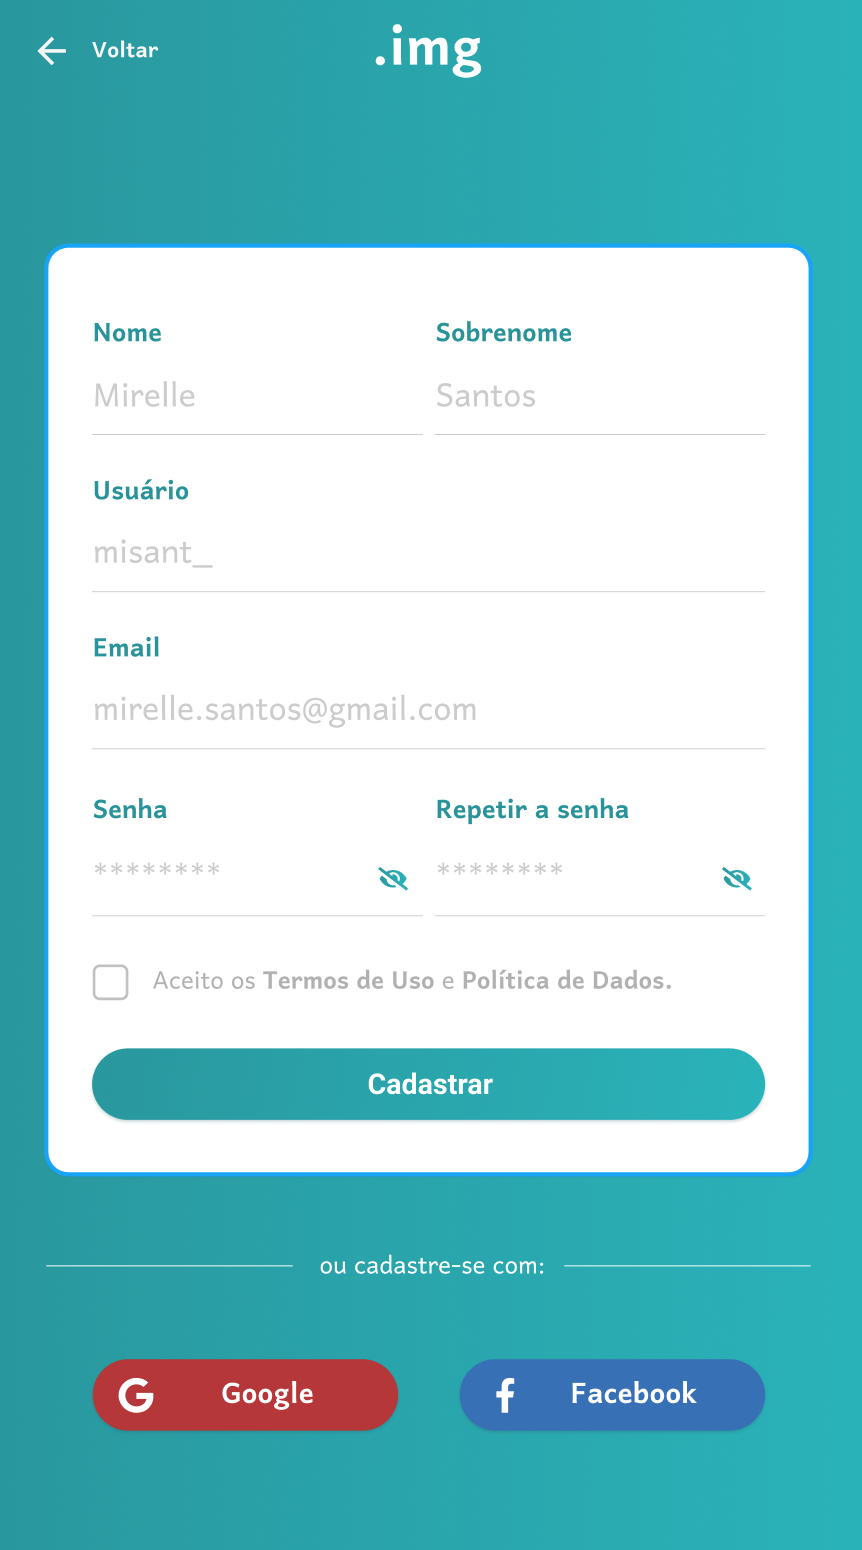 Voltar
.img
Nome
Sobrenome
Mirelle
Santos
Usuário
misant_
Email
mirelle.santos@gmail.com
Senha
Repetir a senha
********
********
Aceito os Termos de Uso e Política de Dados.
Cadastrar
ou cadastre-se com:
G Google
f Facebook